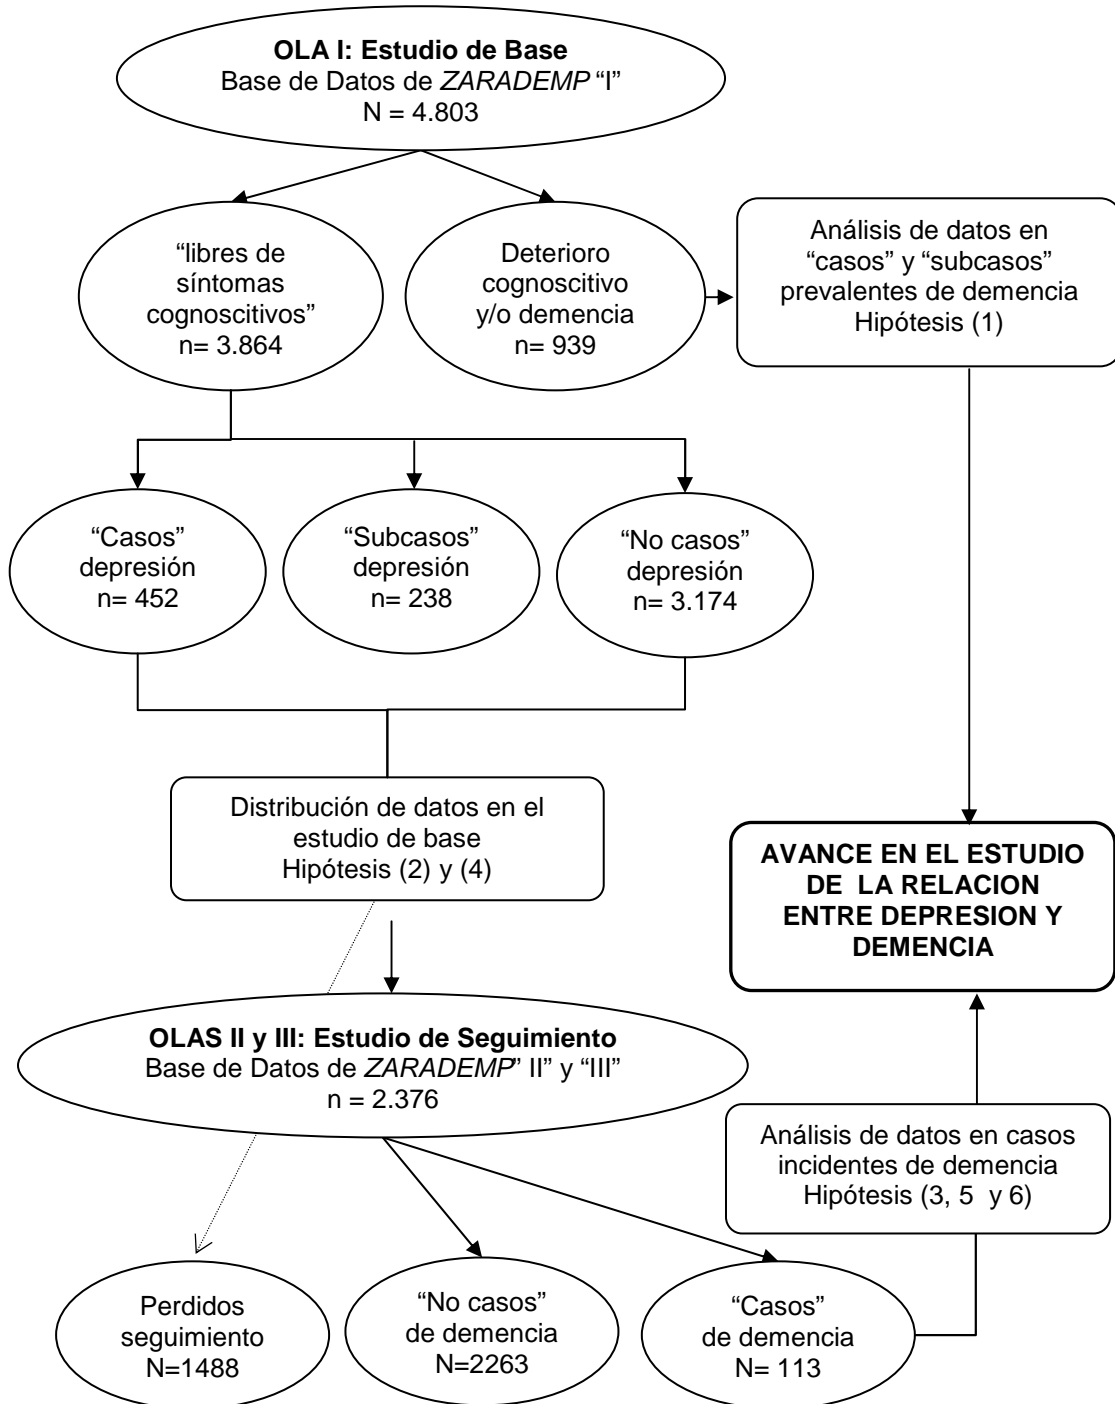 OLA I: Estudio de Base
Base de Datos de ZARADEMP “I”
N = 4.803
“libres de
síntomas
cognoscitivos”
n= 3.864
Deterioro
cognoscitivo
y/o demencia
n= 939
Análisis de datos en
“casos” y “subcasos”
prevalentes de demencia
Hipótesis (1)
“Casos”
depresión
n= 452
“Subcasos”
depresión
n= 238
“No casos”
depresión
n= 3.174
Distribución de datos en el
estudio de base
Hipótesis (2) y (4)
AVANCE EN EL ESTUDIO
DE LA RELACION
ENTRE DEPRESION Y
DEMENCIA
OLAS II y III: Estudio de Seguimiento
Base de Datos de ZARADEMP” II” y “III”
n = 2.376
Análisis de datos en casos
incidentes de demencia
Hipótesis (3, 5 y 6)
Perdidos
seguimiento
N=1488
“No casos”
de demencia
N=2263
“Casos”
de demencia
N= 113